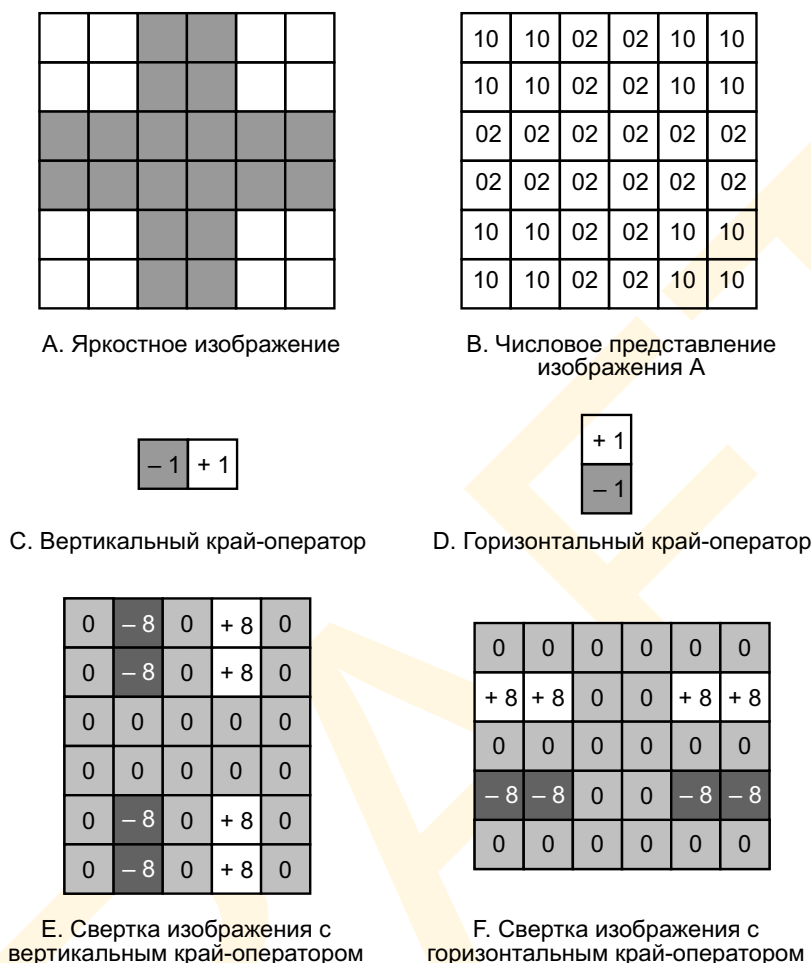 10 10 02 02 10 10
10 10 02 02 10 10
02 02 02 02 02 02
02 02 02 02 02 02
10 10 02 02 10 10
10 10 02 02 10 10
А. Яркостное изображение
В. Числовое представление
изображения А
– 1 + 1
+ 1
– 1
С. Вертикальный край-оператор
D. Горизонтальный край-оператор
0 – 8 0 + 8 0
0 – 8 0 + 8 0
0 0 0 0 0
0 0 0 0 0
0 – 8 0 + 8 0
0 – 8 0 + 8 0
0 0 0 0 0 0
+ 8 + 8 0 0 + 8 + 8
0 0 0 0 0 0
– 8 – 8 0 0 – 8 – 8
0 0 0 0 0 0
Е. Свертка изображения с
вертикальным край-оператором
F. Свертка изображения с
горизонтальным край-оператором